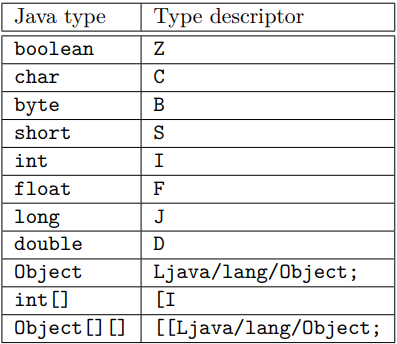 Java type Type descriptor
boolean Z
char C
byte B
short S
int I
float F
long J
double D
Object Ljava/lang/Object;
int[] [I
Object[][] [[Ljava/lang/Object;